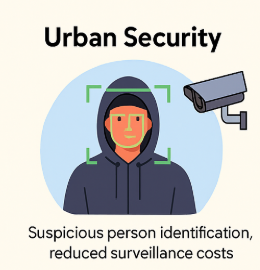 Urban Security
Suspicious person identification,
reduced surveillance costs